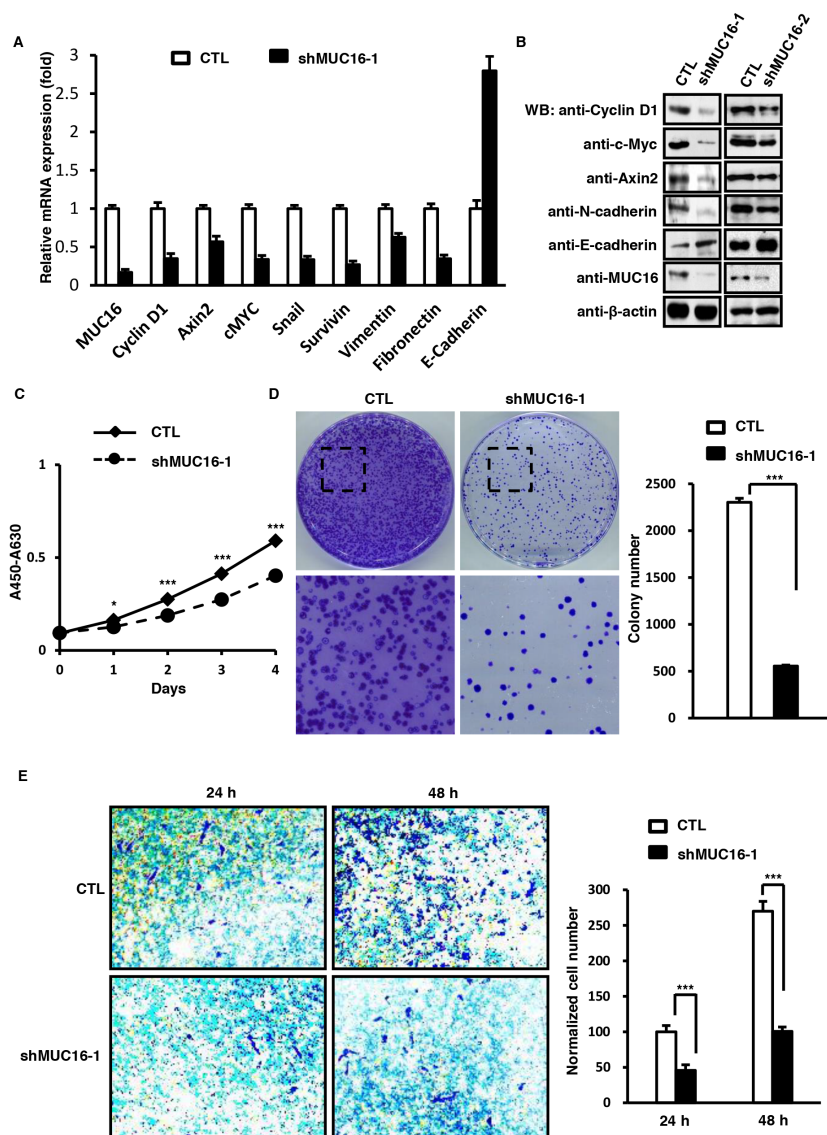 A
CTL
shMUC16-1
Relative mRNA expression (fold)
3
2.5
2
1.5
1
0.5
0
MUC16
Cyclin D1
Axin2
cMYC
Snail
Survivin
Vimentin
Fibronectin
E-Cadherin
B
CTL
shMUC16-1
CTL
shMUC16-2
WB: anti-Cyclin D1
anti-c-Myc
anti-Axin2
anti-N-cadherin
anti-E-cadherin
anti-MUC16
anti-β-actin
C
CTL
shMUC16-1
A450-A630
1
0.5
0
*
***
***
***
0 1 2 3 4
Days
D
CTL
shMUC16-1
CTL
shMUC16-1
***
Colony number
2500
2000
1500
1000
500
0
E
24 h
48 h
CTL
shMUC16-1
CTL
shMUC16-1
Normalized cell number
300
250
200
150
100
50
0
***
***
24 h
48 h